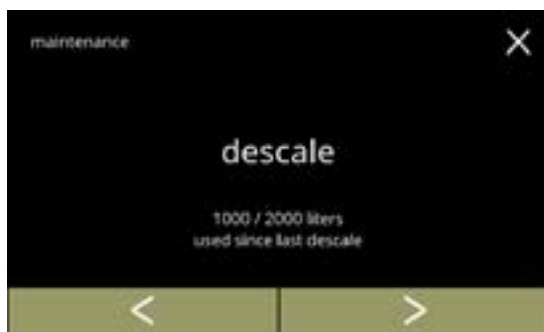 maintenance
descale
1000 / 2000 liters
used since last descale